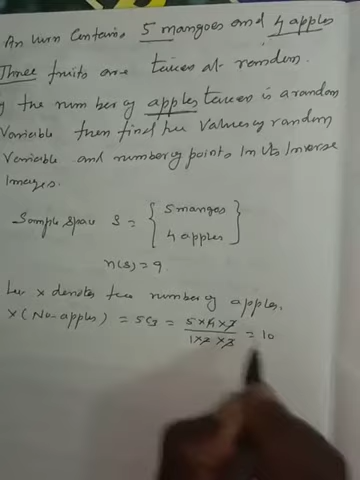 An Urn Contains 5 mangoes and 4 apples
Three fruits are taken at random.
If the number of apples taken is a random
Variable then find the values of random
Variable and number of points in its inverse
Images.
Sample space S = { 5 mangoes
4 apples }
n(s) = 9
Let x denotes the number of apples.
X (No-apples) = 5C3 = 5 x 4 x 3 / 1 x 2 x 3 = 10